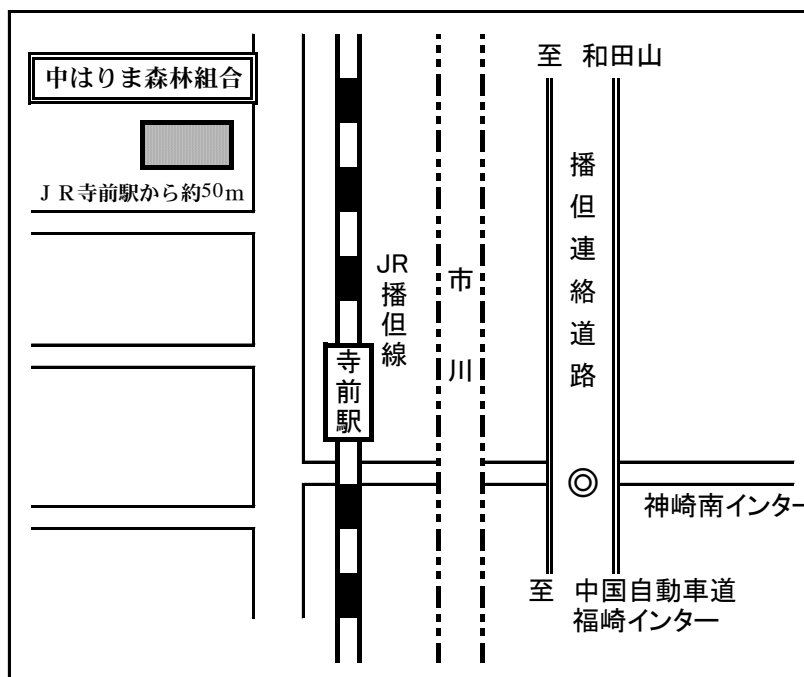 中はりま森林組合
ＪＲ寺前駅から約50m
JR播但線
寺前駅
市川
至 和田山
播但連絡道路
神崎南インター
至 中国自動車道
福崎インター